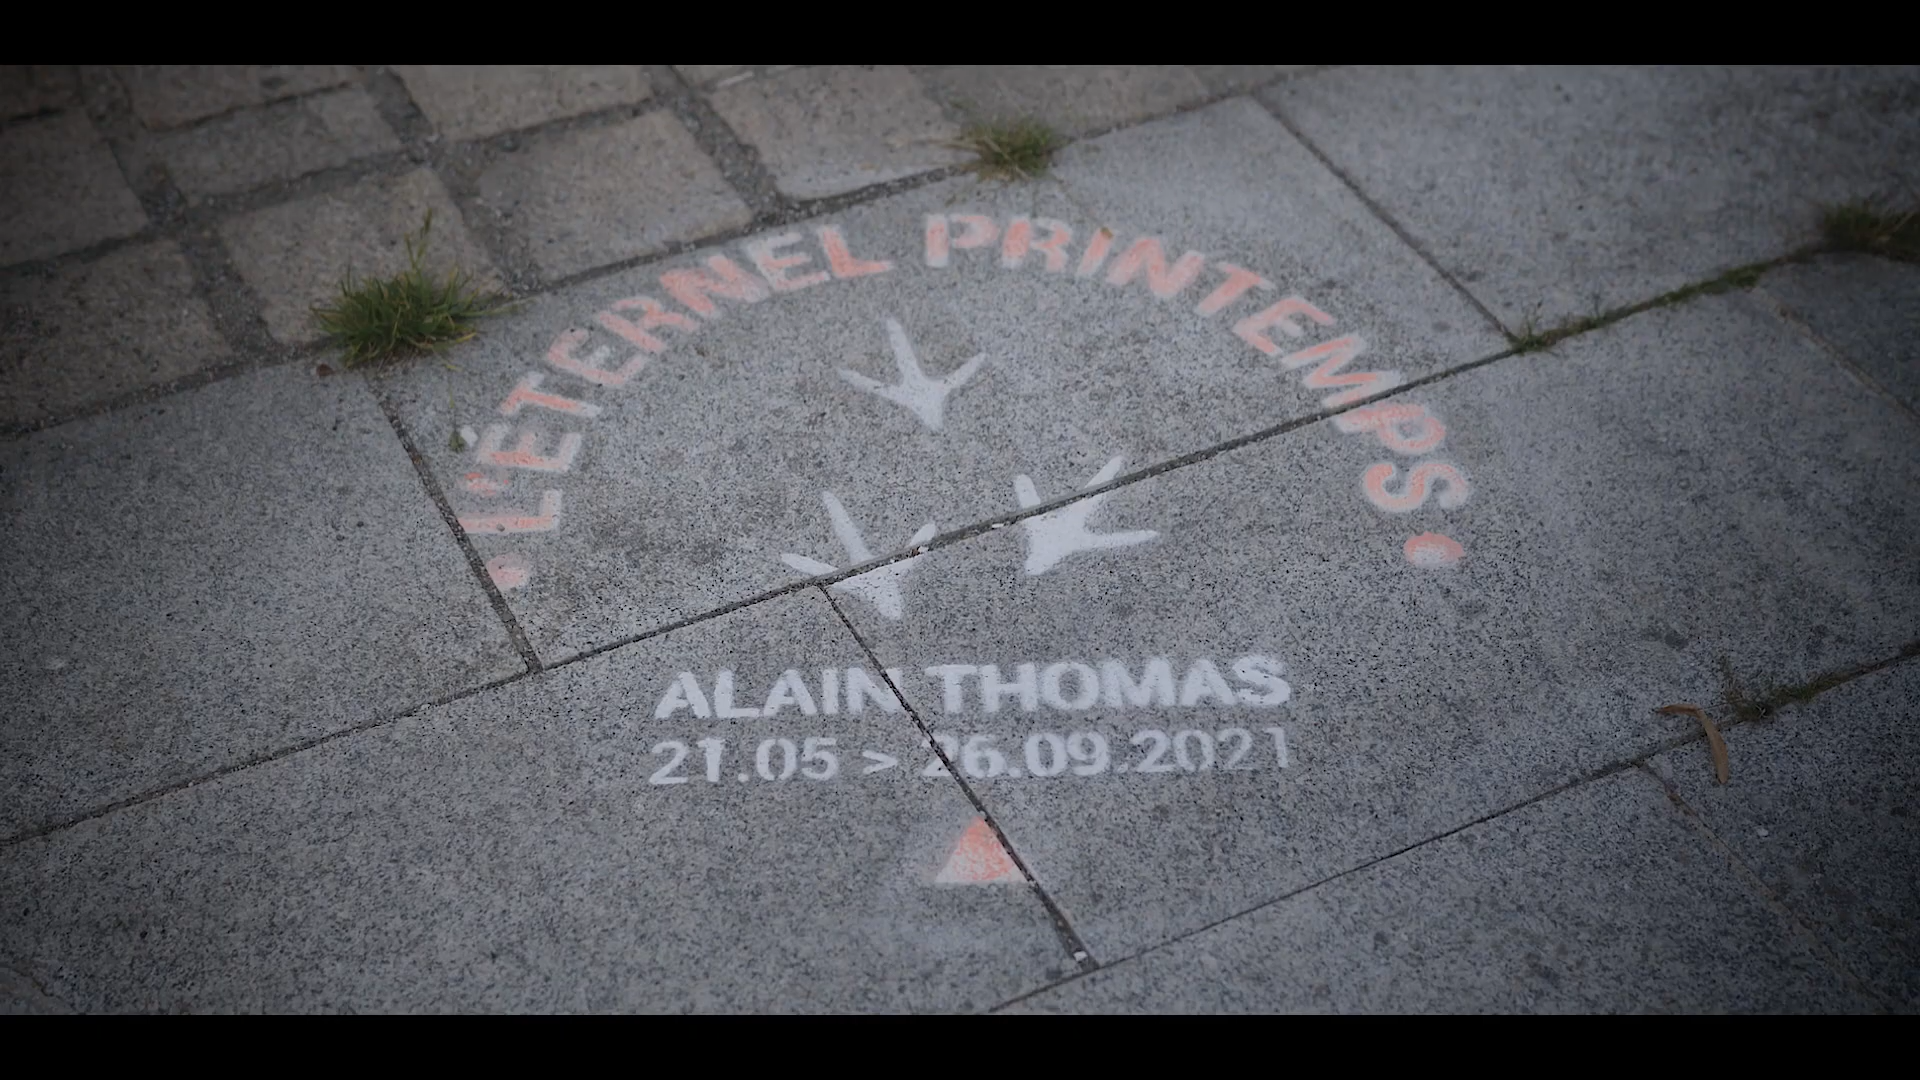 • L'ÉTERNEL PRINTEMPS •
ALAIN THOMAS
21.05 > 26.09.2021